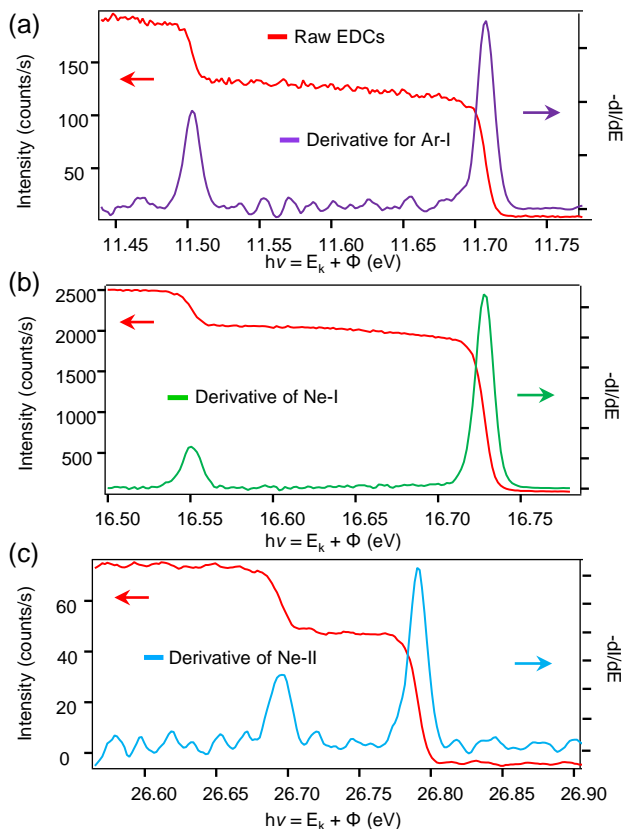 (a)
Raw EDCs
Derivative for Ar-I
150
100
50
Intensity (counts/s)
-dI/dE
11.45 11.50 11.55 11.60 11.65 11.70 11.75
hν = Eₖ + Φ (eV)
(b)
2500
2000
1500
1000
500
Intensity (counts/s)
Derivative of Ne-I
-dI/dE
16.50 16.55 16.60 16.65 16.70 16.75
hν = Eₖ + Φ (eV)
(c)
60
40
20
0
Intensity (counts/s)
Derivative of Ne-II
-dI/dE
26.60 26.65 26.70 26.75 26.80 26.85 26.90
hν = Eₖ + Φ (eV)